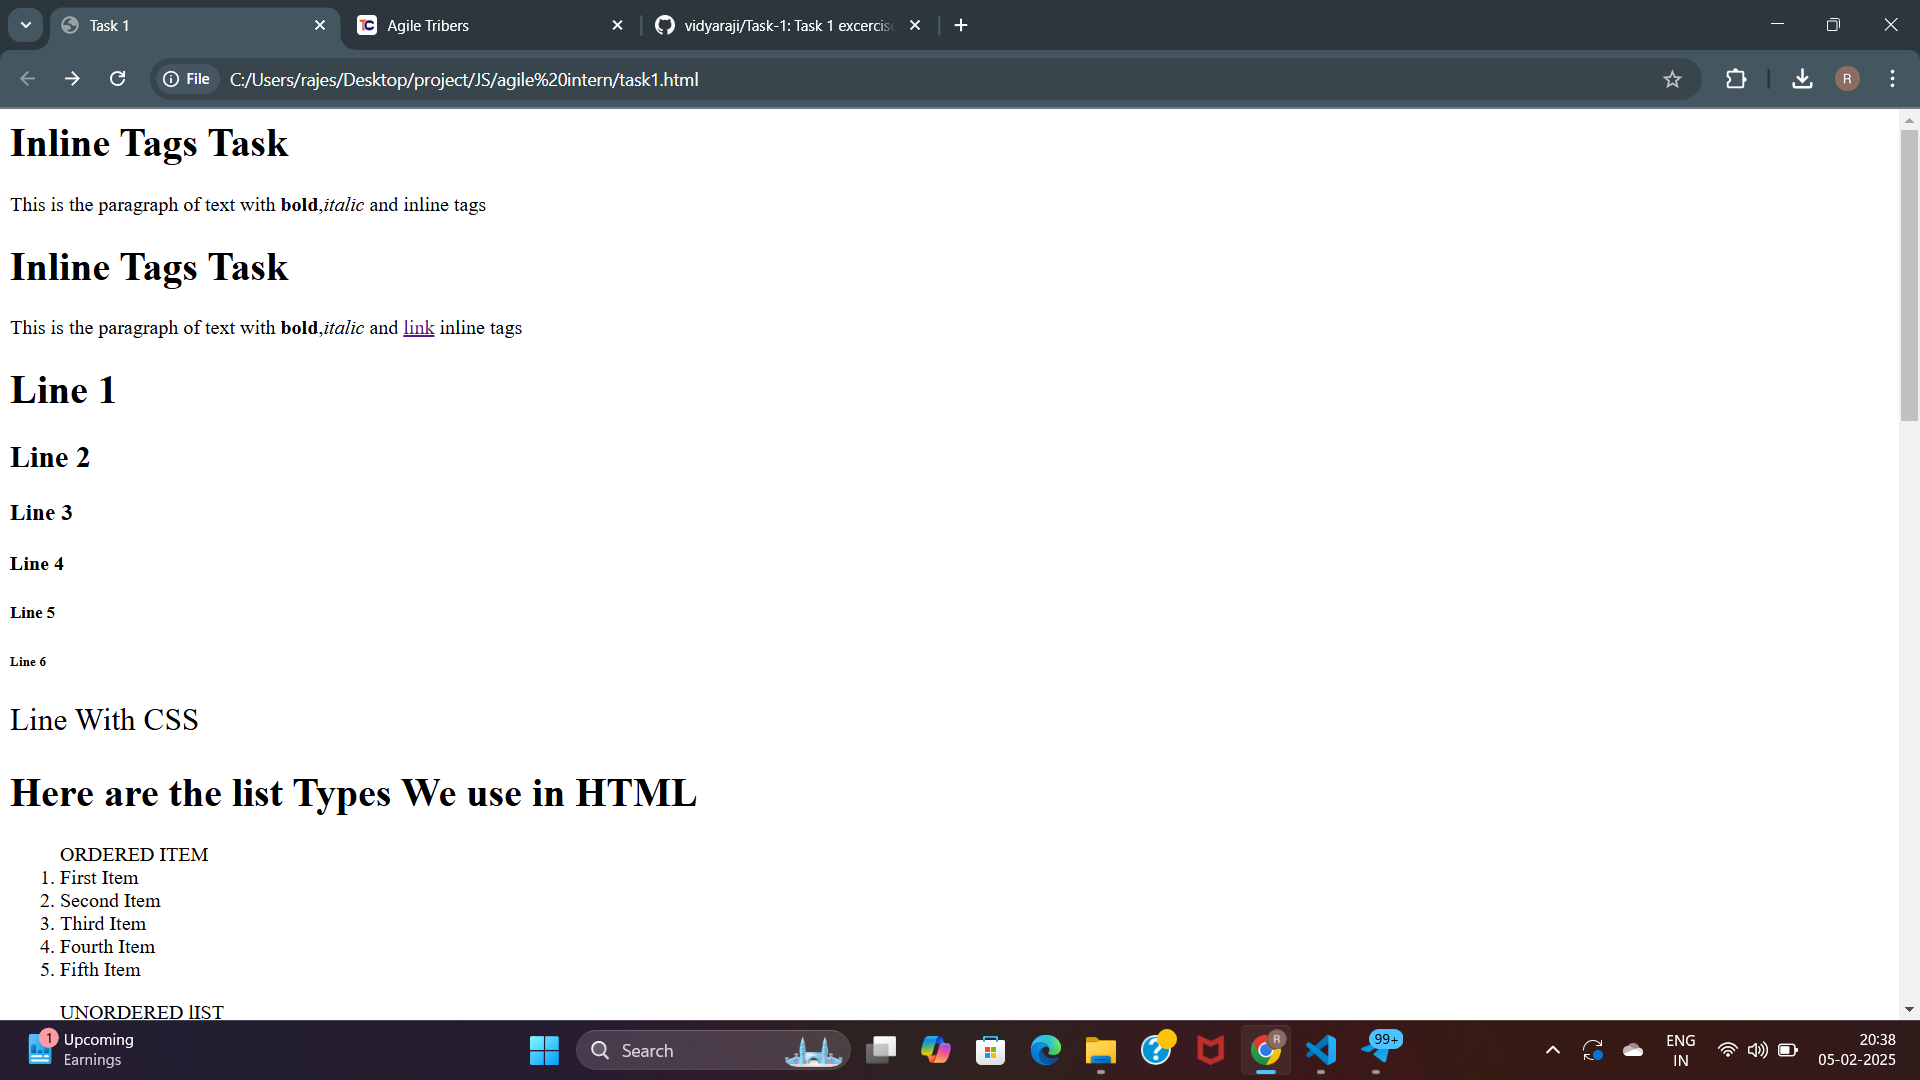 Task 1
Agile Tribers
vidyaraji/Task-1: Task 1 excercise
File C:/Users/rajes/Desktop/project/JS/agile%20intern/task1.html
R
Inline Tags Task
This is the paragraph of text with bold,italic and inline tags
Inline Tags Task
This is the paragraph of text with bold,italic and link inline tags
Line 1
Line 2
Line 3
Line 4
Line 5
Line 6
Line With CSS
Here are the list Types We use in HTML
ORDERED ITEM
1. First Item
2. Second Item
3. Third Item
4. Fourth Item
5. Fifth Item
UNORDERED lIST
1
Upcoming
Earnings
Search
R
99+
ENG
IN
20:38
05-02-2025